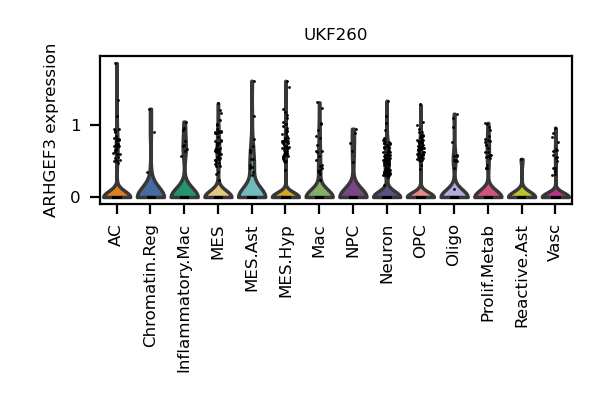 UKF260
ARHGEF3 expression
1
0
AC
Chromatin.Reg
Inflammatory.Mac
MES
MES.Ast
MES.Hyp
Mac
NPC
Neuron
OPC
Oligo
Prolif.Metab
Reactive.Ast
Vasc